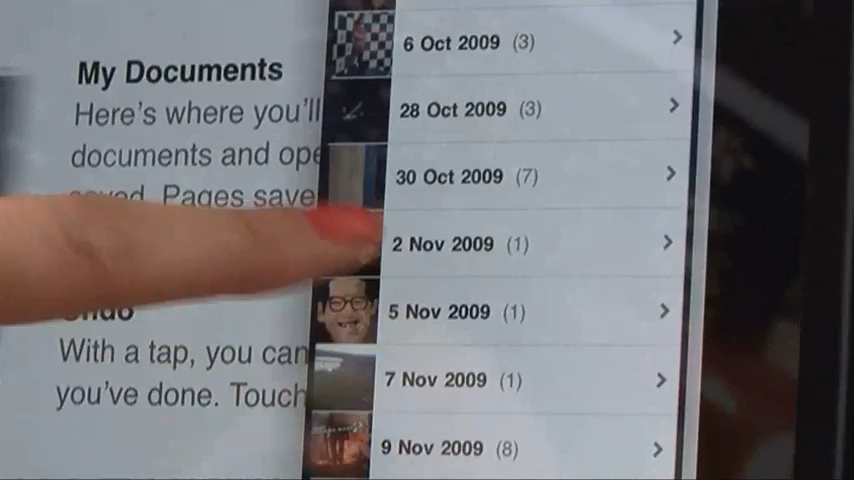 My Documents
Here's where you'll
documents and ope
saved. Pages save
Undo
With a tap, you can
you've done. Touch
6 Oct 2009 (3)
28 Oct 2009 (3)
30 Oct 2009 (7)
2 Nov 2009 (1)
5 Nov 2009 (1)
7 Nov 2009 (1)
9 Nov 2009 (8)